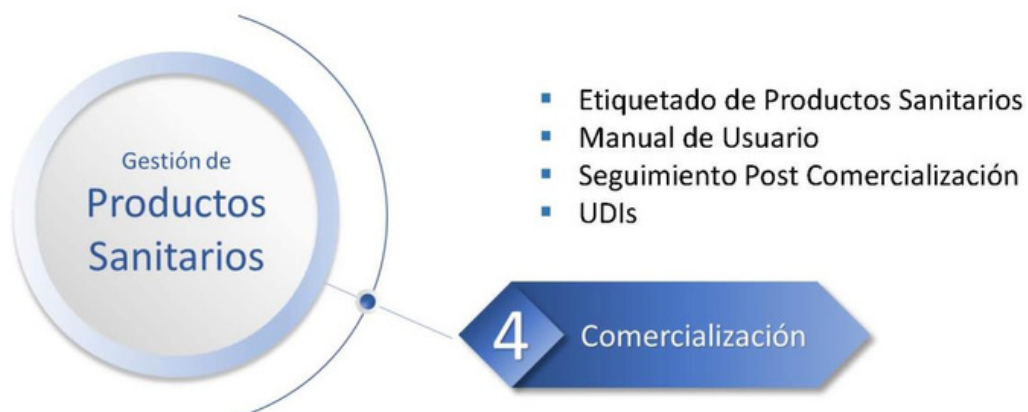 Gestión de
Productos
Sanitarios
Etiquetado de Productos Sanitarios
Manual de Usuario
Seguimiento Post Comercialización
UDIs
4
Comercialización